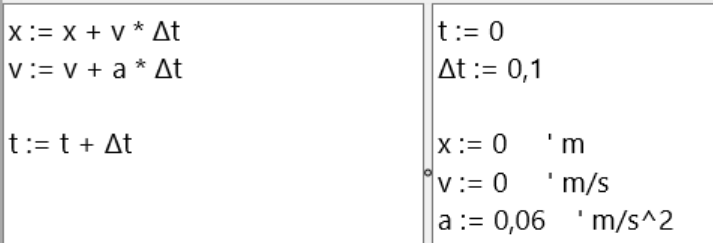 x := x + v * Δt
v := v + a * Δt
t := t + Δt
t := 0
Δt := 0,1
x := 0 ' m
v := 0 ' m/s
a := 0,06 ' m/s^2